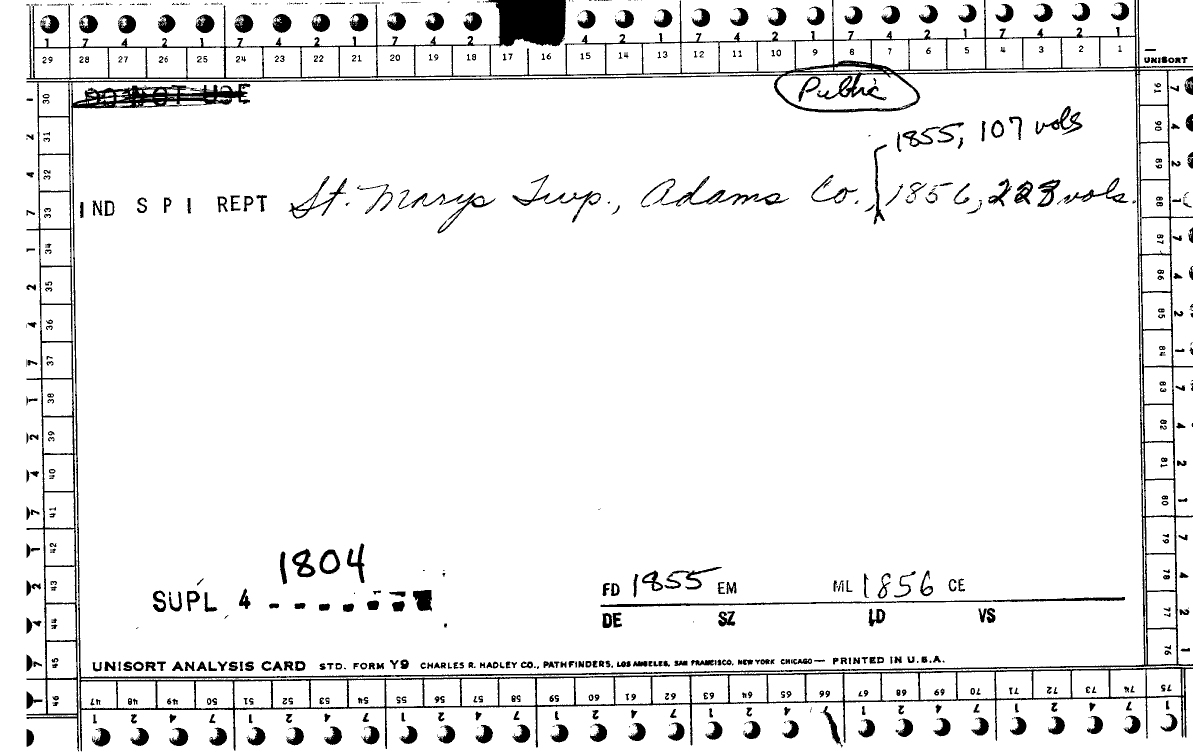 1 7 4 2 1 7 4 2 1 7 4 2 4 2 1 7 4 2 1 7 4 2 1 7 4 2 1
29 28 27 26 25 24 23 22 21 20 19 18 17 16 15 14 13 12 11 10 9 8 7 6 5 4 3 2 1
UNISORT
DO NOT USE
Public
1855, 107 vols
IND S P I REPT St. Marys Twp., Adams Co., 1856, 228 vols.
30 31 32 33 34 35 36 37 38 39 40 41 42 43 44 45 46
91 90 89 88 87 86 85 84 83 82 81 80 79 78 77 76
1804
SUPL 4
FD 1855 EM ML 1856 CE
DE SZ LD VS
UNISORT ANALYSIS CARD STD. FORM Y9 CHARLES R. HADLEY CO., PATHFINDERS, LOS ANGELES, SAN FRANCISCO, NEW YORK CHICAGO — PRINTED IN U.S.A.
47 48 49 50 51 52 53 54 55 56 57 58 59 60 61 62 63 64 65 66 67 68 69 70 71 72 73 74 75
1 2 4 7 1 2 4 7 1 2 4 7 1 2 4 7 1 2 4 7 1 2 4 7 1 2 4 7 1